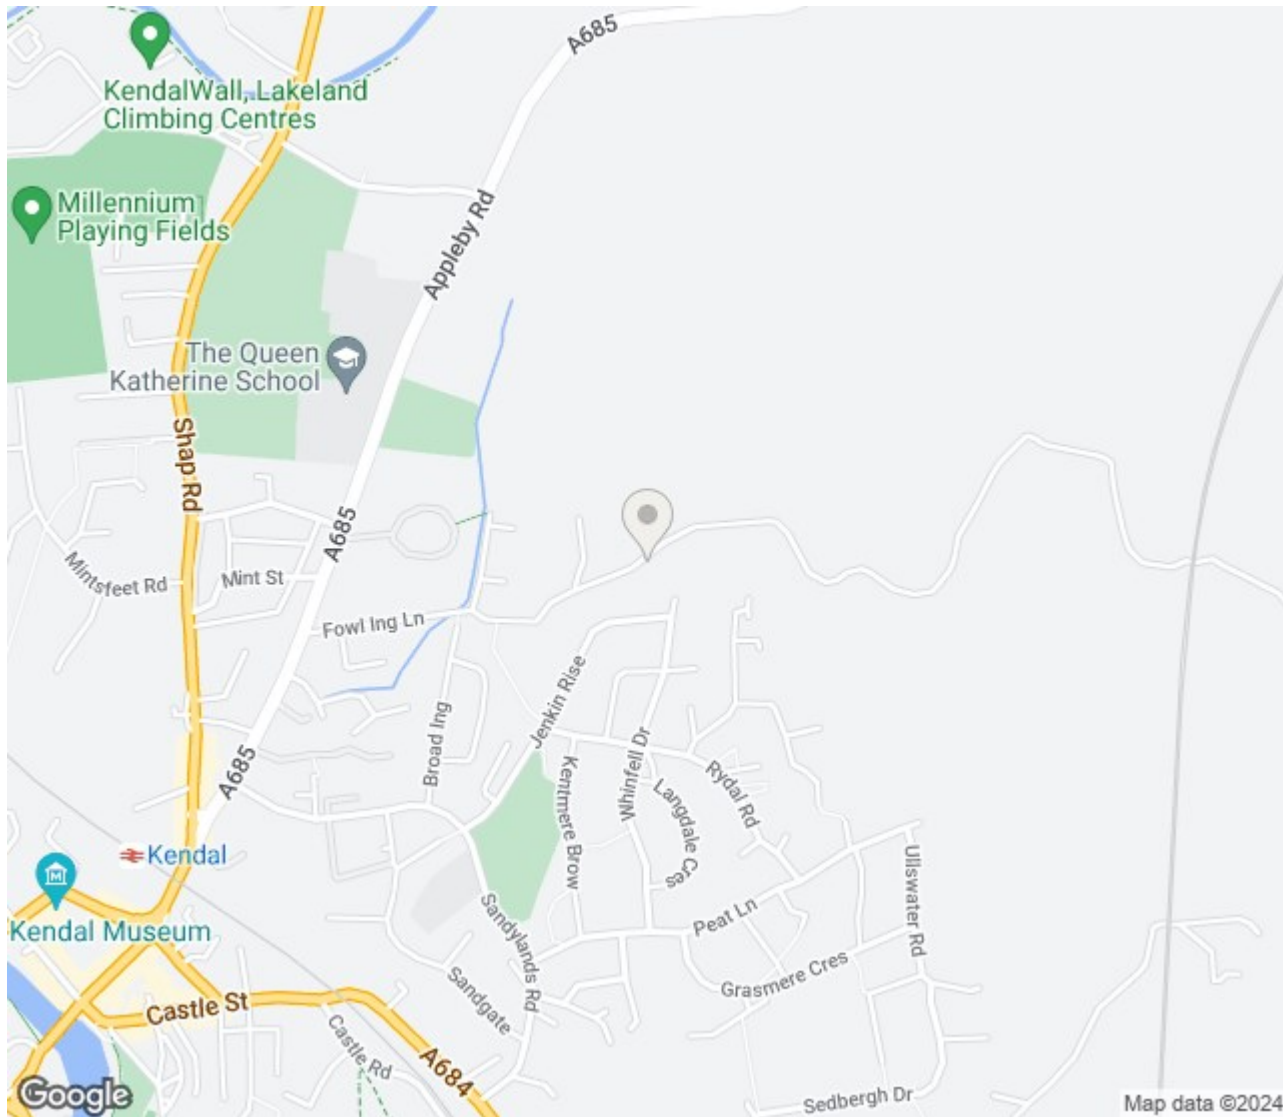 A685
KendalWall, Lakeland
Climbing Centres
Millennium
Playing Fields
Appleby Rd
The Queen
Katherine School
Shap Rd
A685
Mintsfeet Rd
Mint St
Fowl Ing Ln
Jenkin Rise
Broad Ing
A685
Whinfell Dr
Kentmere Brow
Rydal Rd
Langdale Cres
Kendal
Ullswater Rd
Kendal Museum
Sandylands Rd
Peat Ln
Grasmere Cres
Sandgate
Castle St
Castle Rd
A684
Sedbergh Dr
Google
Map data ©2024